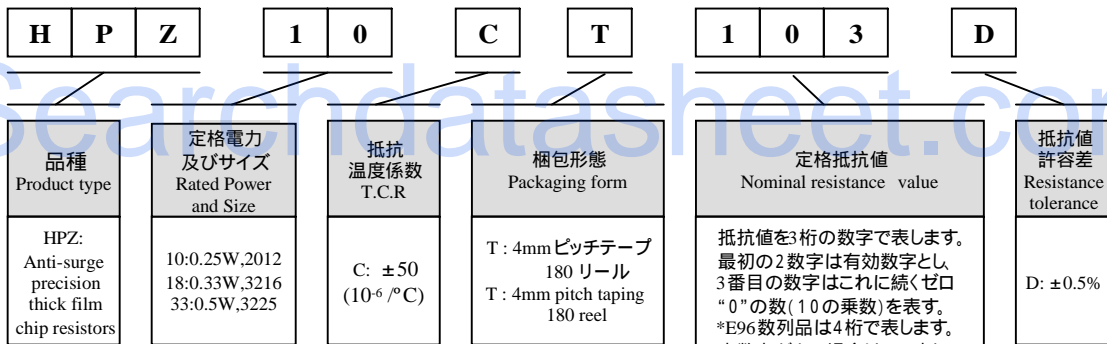 H P Z 1 0 C T 1 0 3 D
Searchdatasheet.com
品種
Product type
定格電力
及びサイズ
Rated Power
and Size
抵抗
温度係数
T.C.R
梱包形態
Packaging form
定格抵抗値
Nominal resistance value
抵抗値
許容差
Resistance
tolerance
HPZ:
Anti-surge
precision
thick film
chip resistors
10:0.25W,2012
18:0.33W,3216
33:0.5W,3225
C: ±50
(10-6 /°C)
T : 4mmピッチテープ
180 リール
T : 4mm pitch taping
180 reel
抵抗値を3桁の数字で表します。
最初の2数字は有効数字とし、
3番目の数字はこれに続くゼロ
“0”の数(10の乗数)を表す。
*E96数列品は4桁で表します。
D: ±0.5%